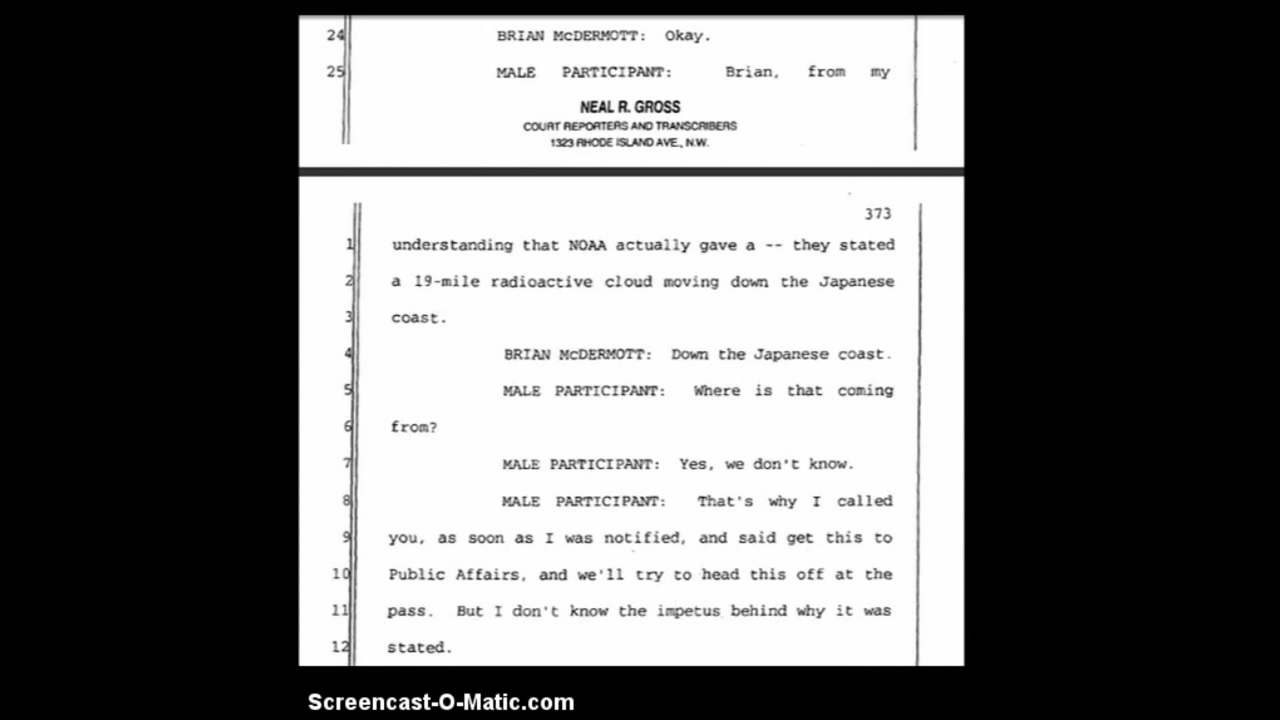 24 BRIAN McDERMOTT: Okay.
25 MALE PARTICIPANT: Brian, from my
NEAL R. GROSS
COURT REPORTERS AND TRANSCRIBERS
1323 RHODE ISLAND AVE., N.W.
373
1 understanding that NOAA actually gave a -- they stated
2 a 19-mile radioactive cloud moving down the Japanese
3 coast.
4 BRIAN McDERMOTT: Down the Japanese coast.
5 MALE PARTICIPANT: Where is that coming
6 from?
7 MALE PARTICIPANT: Yes, we don't know.
8 MALE PARTICIPANT: That's why I called
9 you, as soon as I was notified, and said get this to
10 Public Affairs, and we'll try to head this off at the
11 pass. But I don't know the impetus behind why it was
12 stated.
Screencast-O-Matic.com